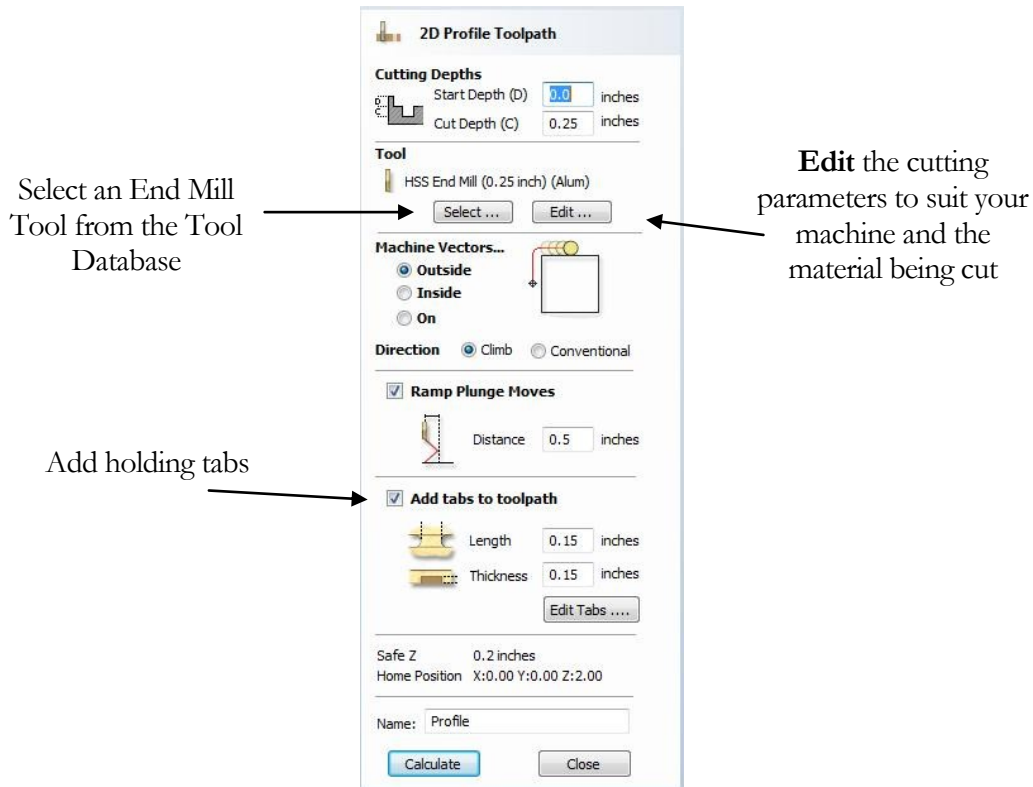 2D Profile Toolpath
Cutting Depths
Start Depth (D) 0.0 inches
Cut Depth (C) 0.25 inches
Tool
HSS End Mill (0.25 inch) (Alum)
Select ... Edit ...
Select an End Mill
Tool from the Tool
Database
Edit the cutting
parameters to suit your
machine and the
material being cut
Machine Vectors...
Outside
Inside
On
Direction Climb Conventional
Ramp Plunge Moves
Distance 0.5 inches
Add holding tabs
Add tabs to toolpath
Length 0.15 inches
Thickness 0.15 inches
Edit Tabs ....
Safe Z 0.2 inches
Home Position X:0.00 Y:0.00 Z:2.00
Name: Profile
Calculate Close